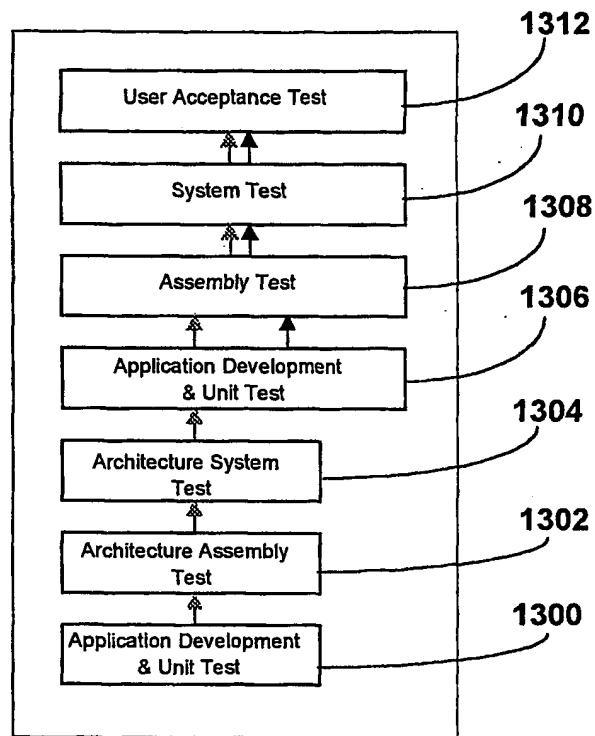 1312
User Acceptance Test
1310
System Test
1308
Assembly Test
1306
Application Development
& Unit Test
1304
Architecture System
Test
1302
Architecture Assembly
Test
1300
Application Development
& Unit Test